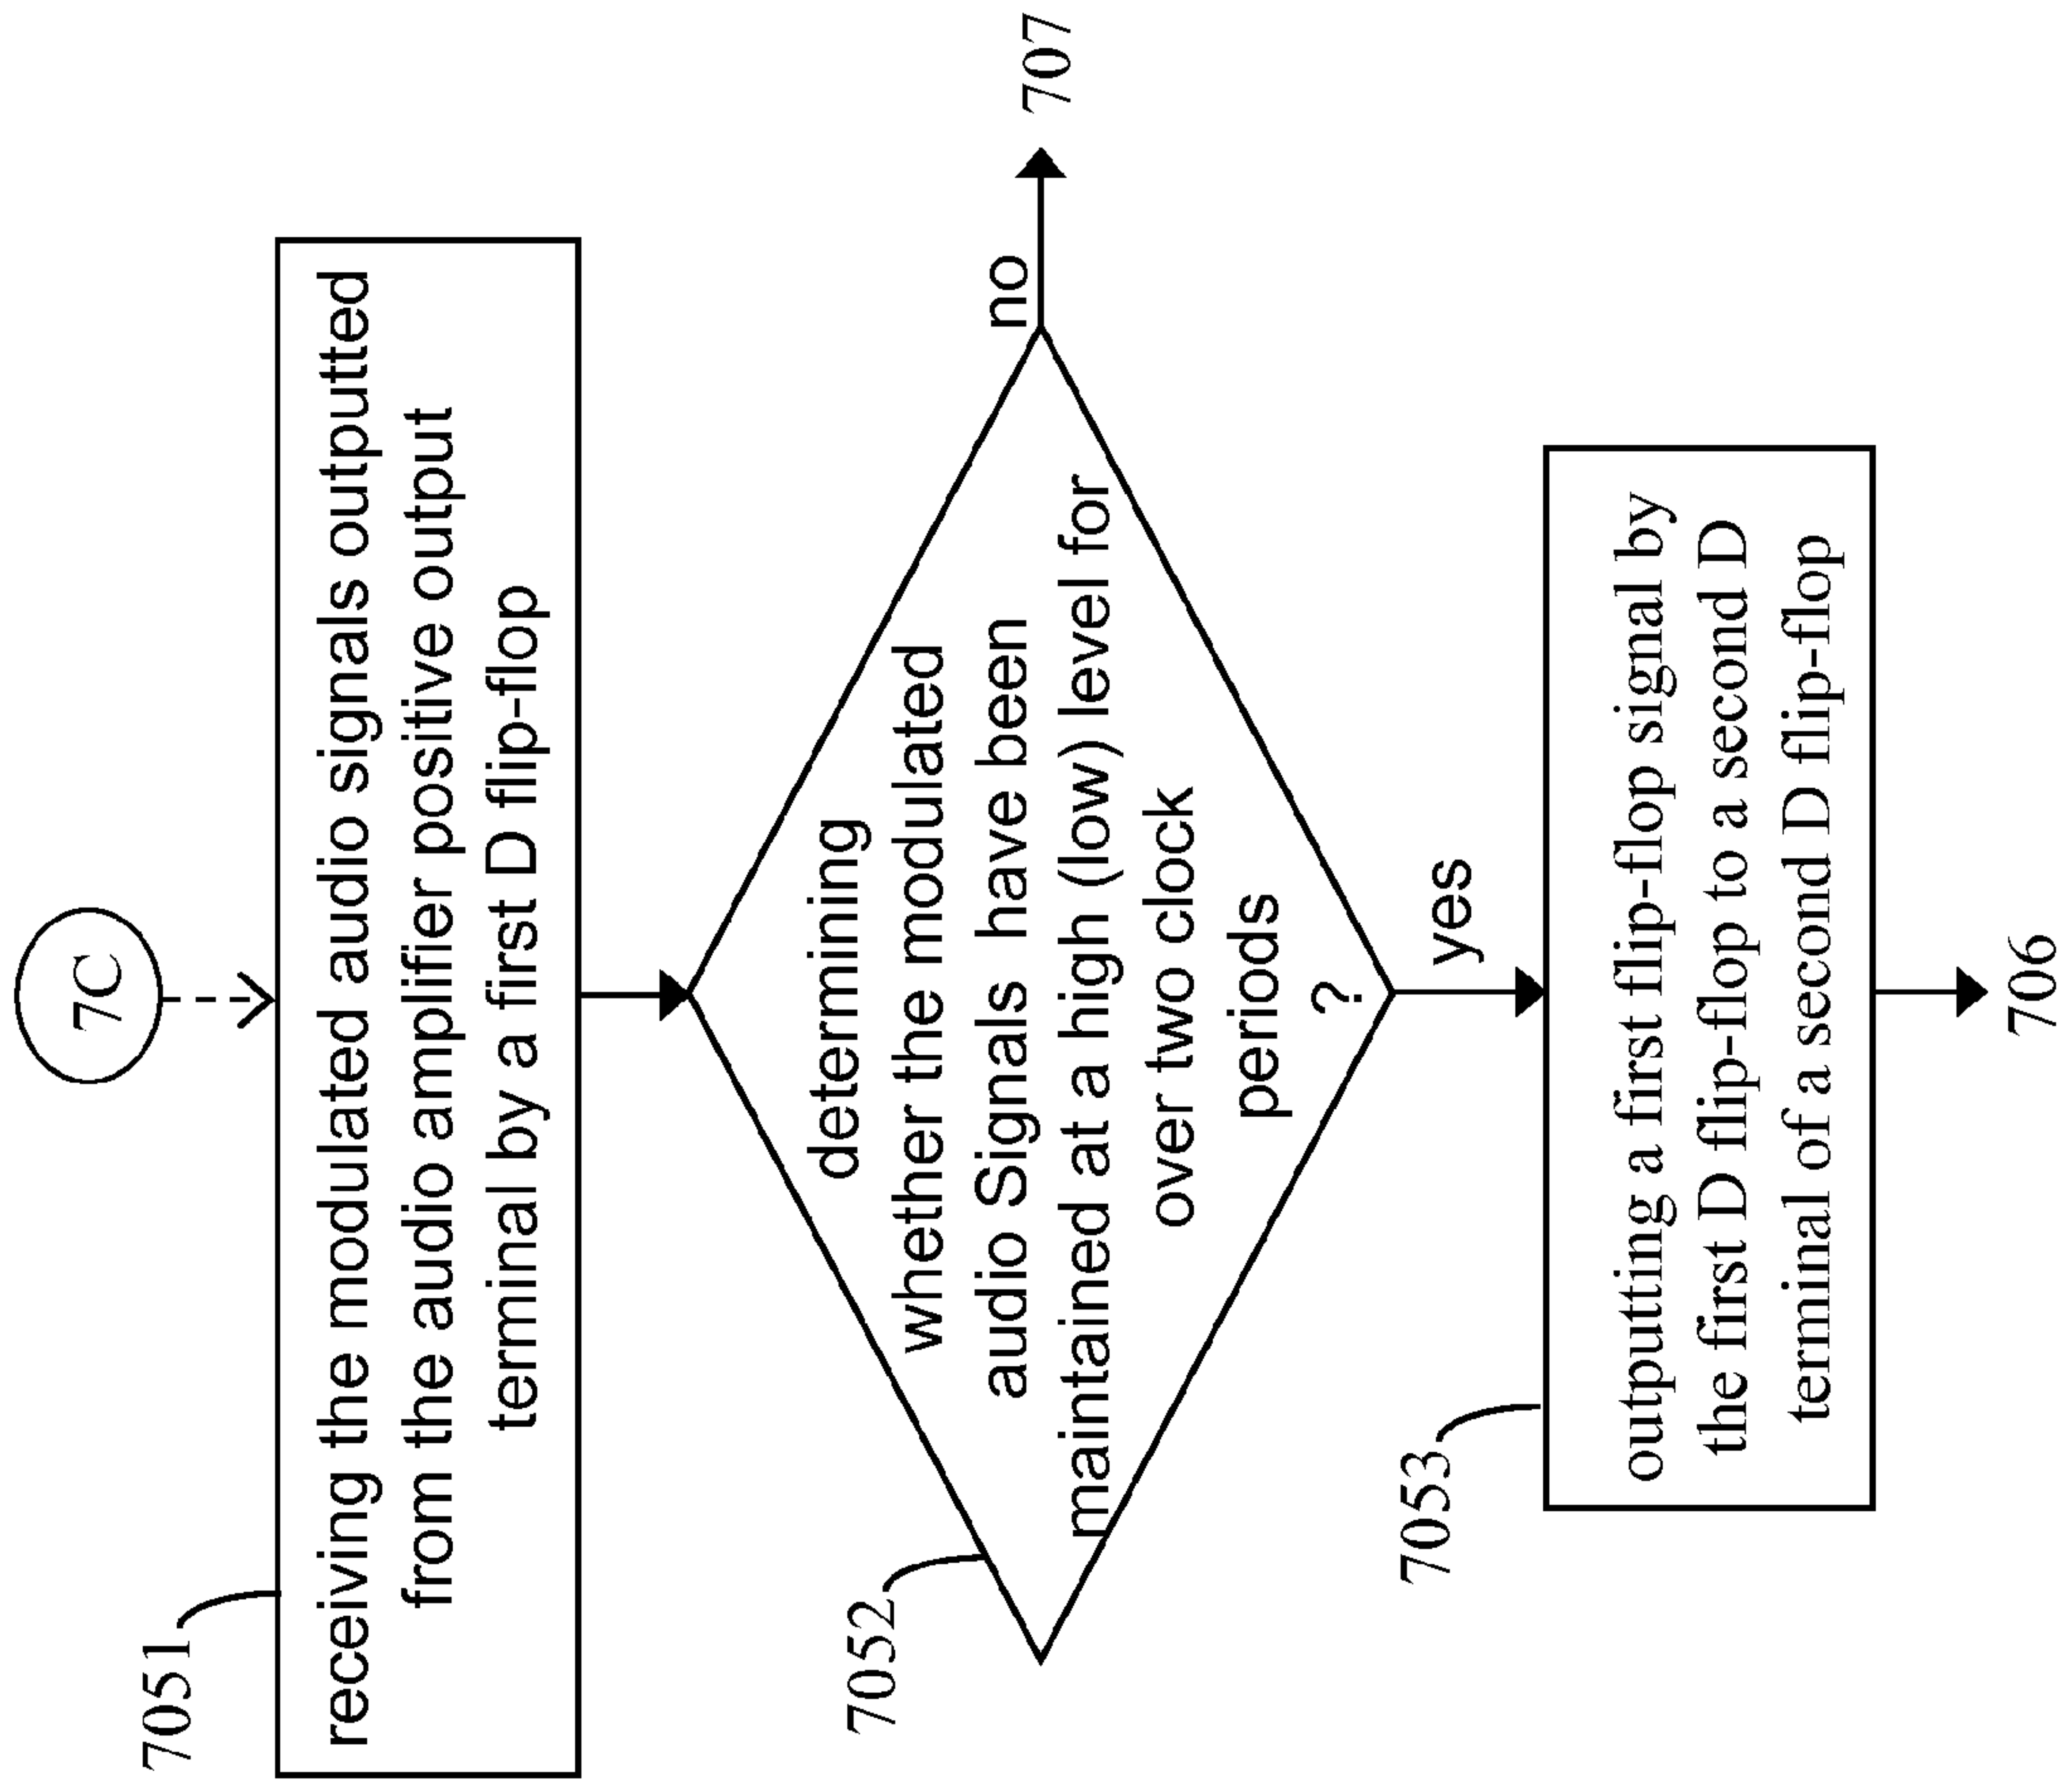 7C
7051
receiving the modulated audio signals outputted
from the audio amplifier positive output
terminal by a first D flip-flop
7052
determining
whether the modulated
audio Signals have been
maintained at a high (low) level for
over two clock
periods
?
no
707
yes
7053
outputting a first flip-flop signal by
the first D flip-flop to a second D
terminal of a second D flip-flop
706